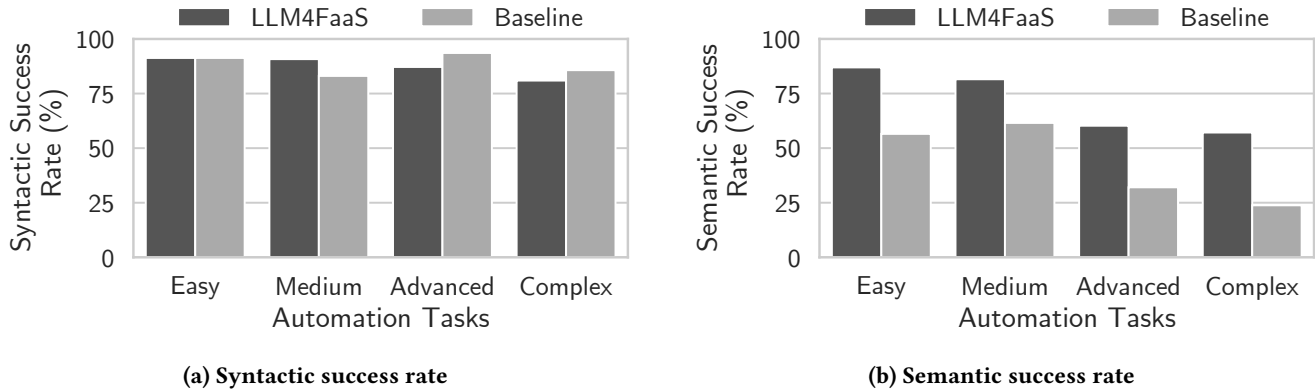 LLM4FaaS Baseline
Syntactic Success
Rate (%)
100
75
50
25
0
Easy Medium Advanced Complex
Automation Tasks
(a) Syntactic success rate
LLM4FaaS Baseline
Semantic Success
Rate (%)
100
75
50
25
0
Easy Medium Advanced Complex
Automation Tasks
(b) Semantic success rate